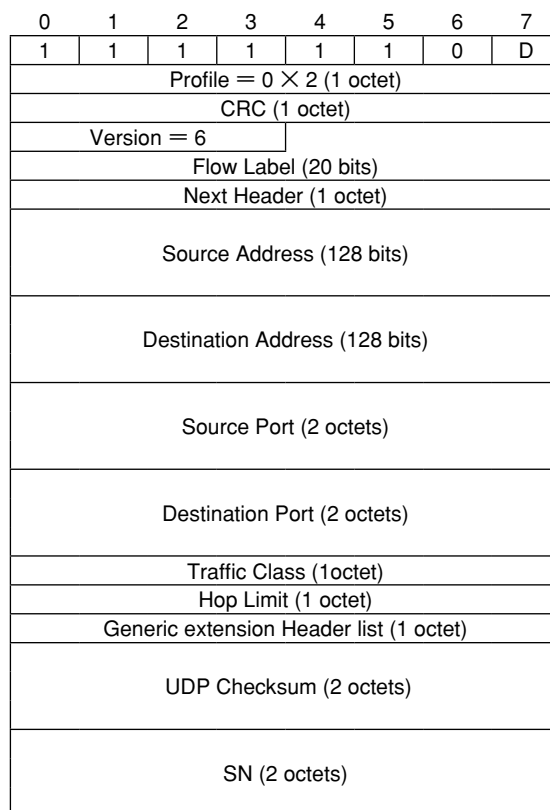 0 1 2 3 4 5 6 7
1 1 1 1 1 1 0 D
Profile = 0 × 2 (1 octet)
CRC (1 octet)
Version = 6
Flow Label (20 bits)
Next Header (1 octet)
Source Address (128 bits)
Destination Address (128 bits)
Source Port (2 octets)
Destination Port (2 octets)
Traffic Class (1octet)
Hop Limit (1 octet)
Generic extension Header list (1 octet)
UDP Checksum (2 octets)
SN (2 octets)